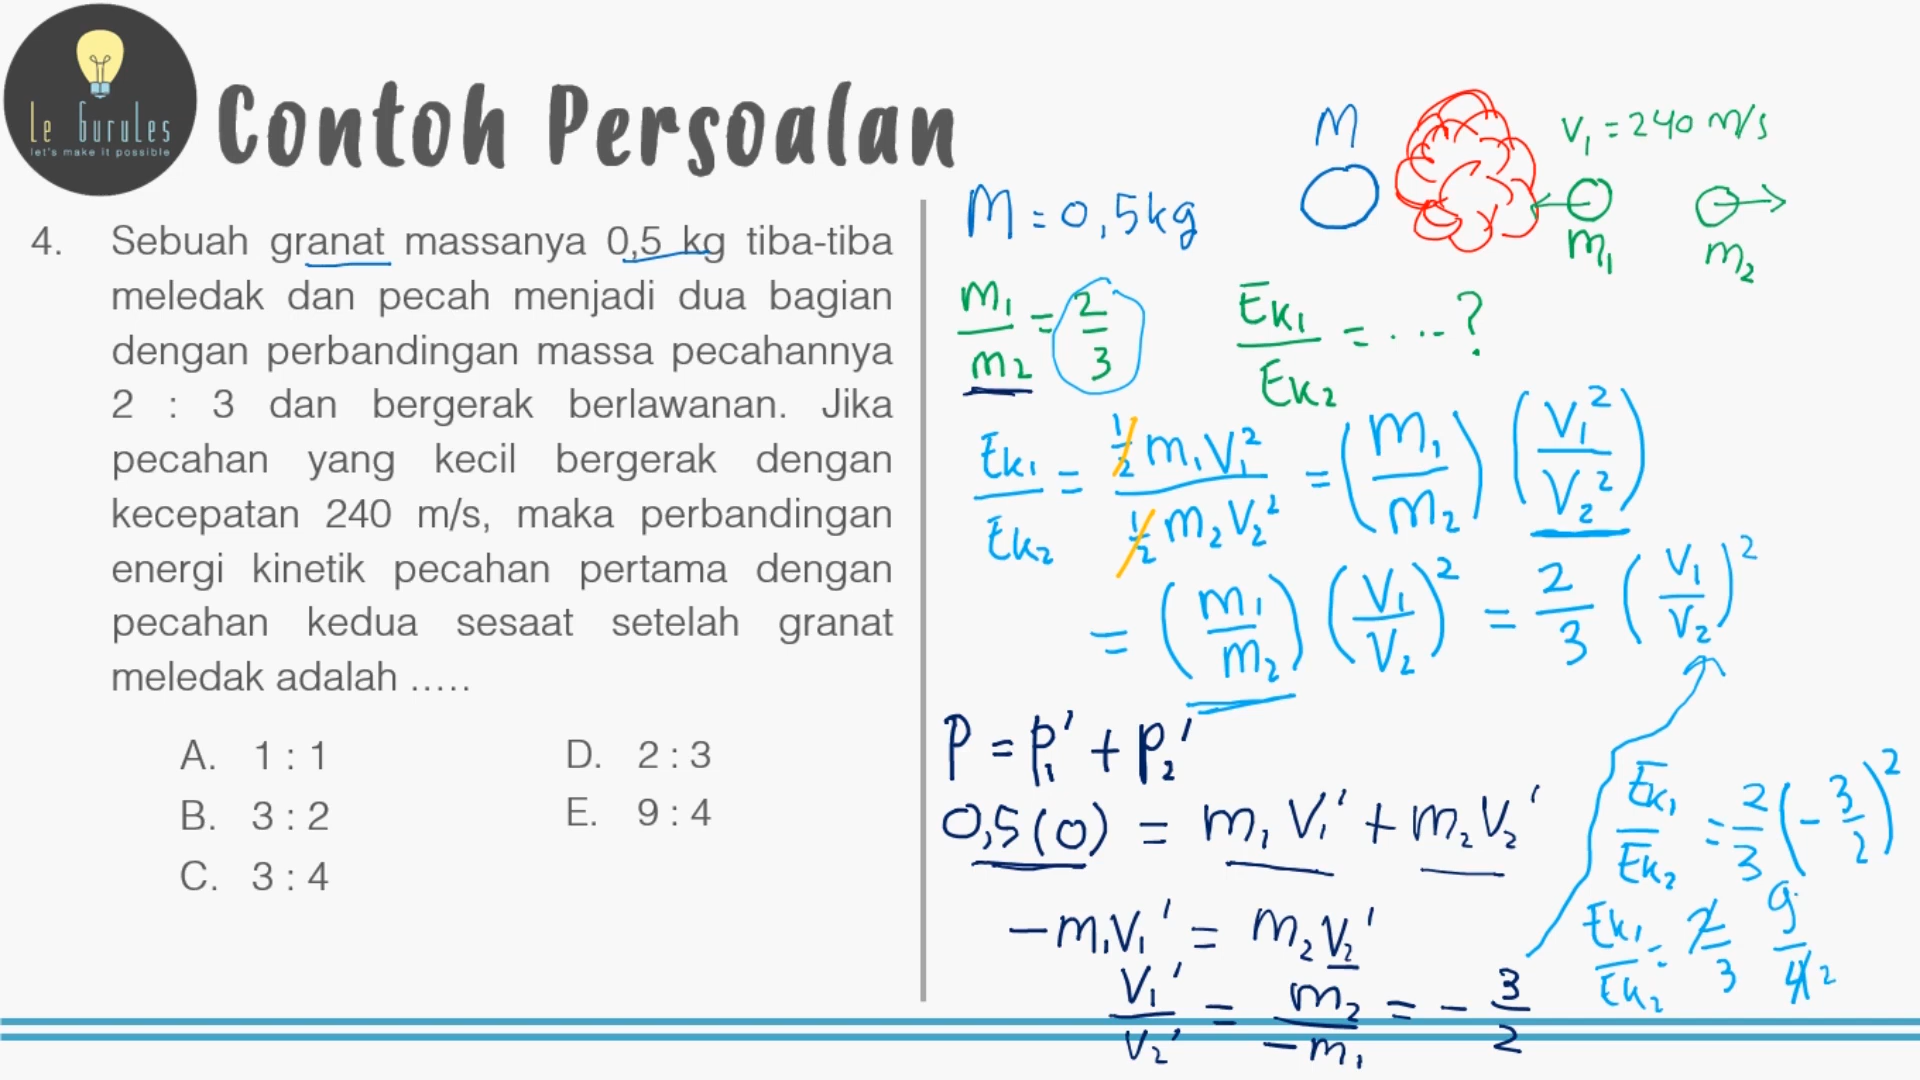 Le GuruLes
let's make it possible
Contoh Persoalan
4. Sebuah granat massanya 0,5 kg tiba-tiba
meledak dan pecah menjadi dua bagian
dengan perbandingan massa pecahannya
2 : 3 dan bergerak berlawanan. Jika
pecahan yang kecil bergerak dengan
kecepatan 240 m/s, maka perbandingan
energi kinetik pecahan pertama dengan
pecahan kedua sesaat setelah granat
meledak adalah .....
A. 1 : 1
B. 3 : 2
C. 3 : 4
D. 2 : 3
E. 9 : 4
M
V₁ = 240 m/s
m₁
m₂
M = 0,5 kg
m₁/m₂ = 2/3
Ek₁/Ek₂ = ....?
Ek₁/Ek₂ = ½ m₁V₁²/½ m₂V₂² = (m₁/m₂) (V₁²/V₂²)
= (m₁/m₂) (V₁/V₂)² = 2/3 (V₁/V₂)²
P = P₁' + P₂'
0,5(0) = m₁V₁' + m₂V₂'
-m₁V₁' = m₂V₂'
V₁'/V₂' = m₂/-m₁ = - 3/2
Ek₁/Ek₂ = 2/3 (- 3/2)²
Ek₁/Ek₂ = 2/3 9/4 2